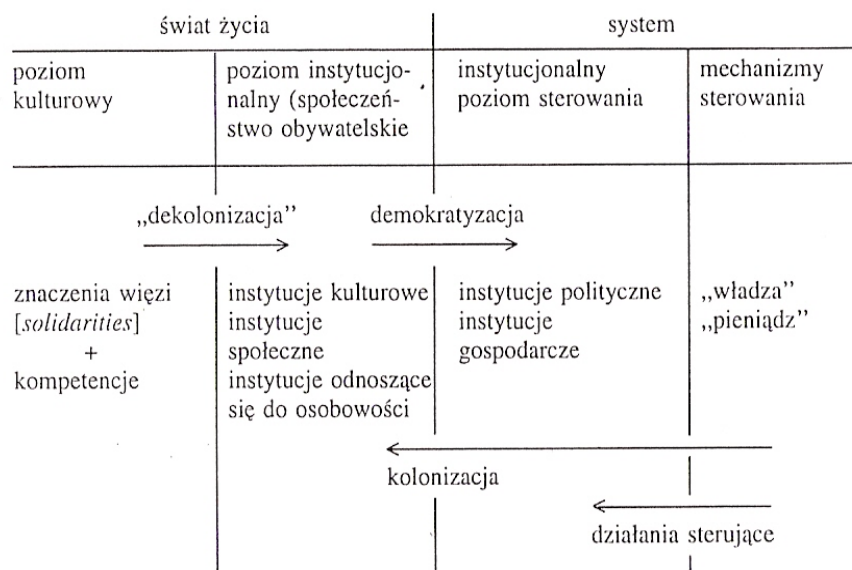 świat życia
system
poziom
kulturowy
poziom instytucjo-
nalny (społeczeń-
stwo obywatelskie
instytucjonalny
poziom sterowania
mechanizmy
sterowania
„dekolonizacja”
demokratyzacja
znaczenia więzi
[solidarities]
+
kompetencje
instytucje kulturowe
instytucje
społeczne
instytucje odnoszące
się do osobowości
instytucje polityczne
instytucje
gospodarcze
„władza”
„pieniądz”
kolonizacja
działania sterujące